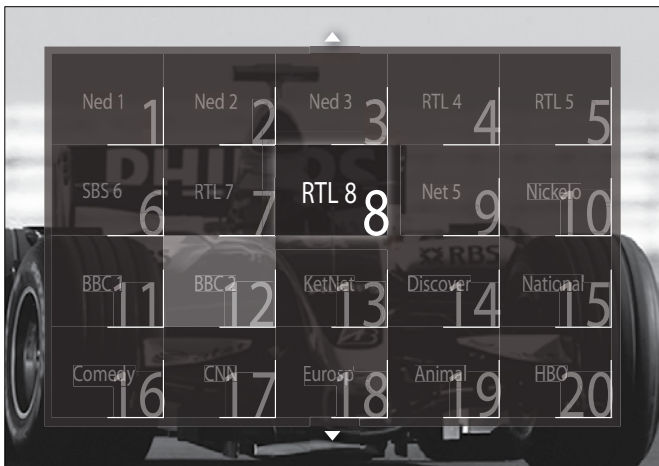 Ned 1 1 Ned 2 2 Ned 3 3 RTL 4 4 RTL 5 5
PHILIPS
SBS 6 6 RTL 7 7 RTL 8 8 Net 5 9 Nickelo 10
RBS
BBC 1 11 BBC 2 12 KetNet 13 Discover 14 National 15
Comedy 16 CNN 17 Eurosp 18 Animal 19 HBO 20